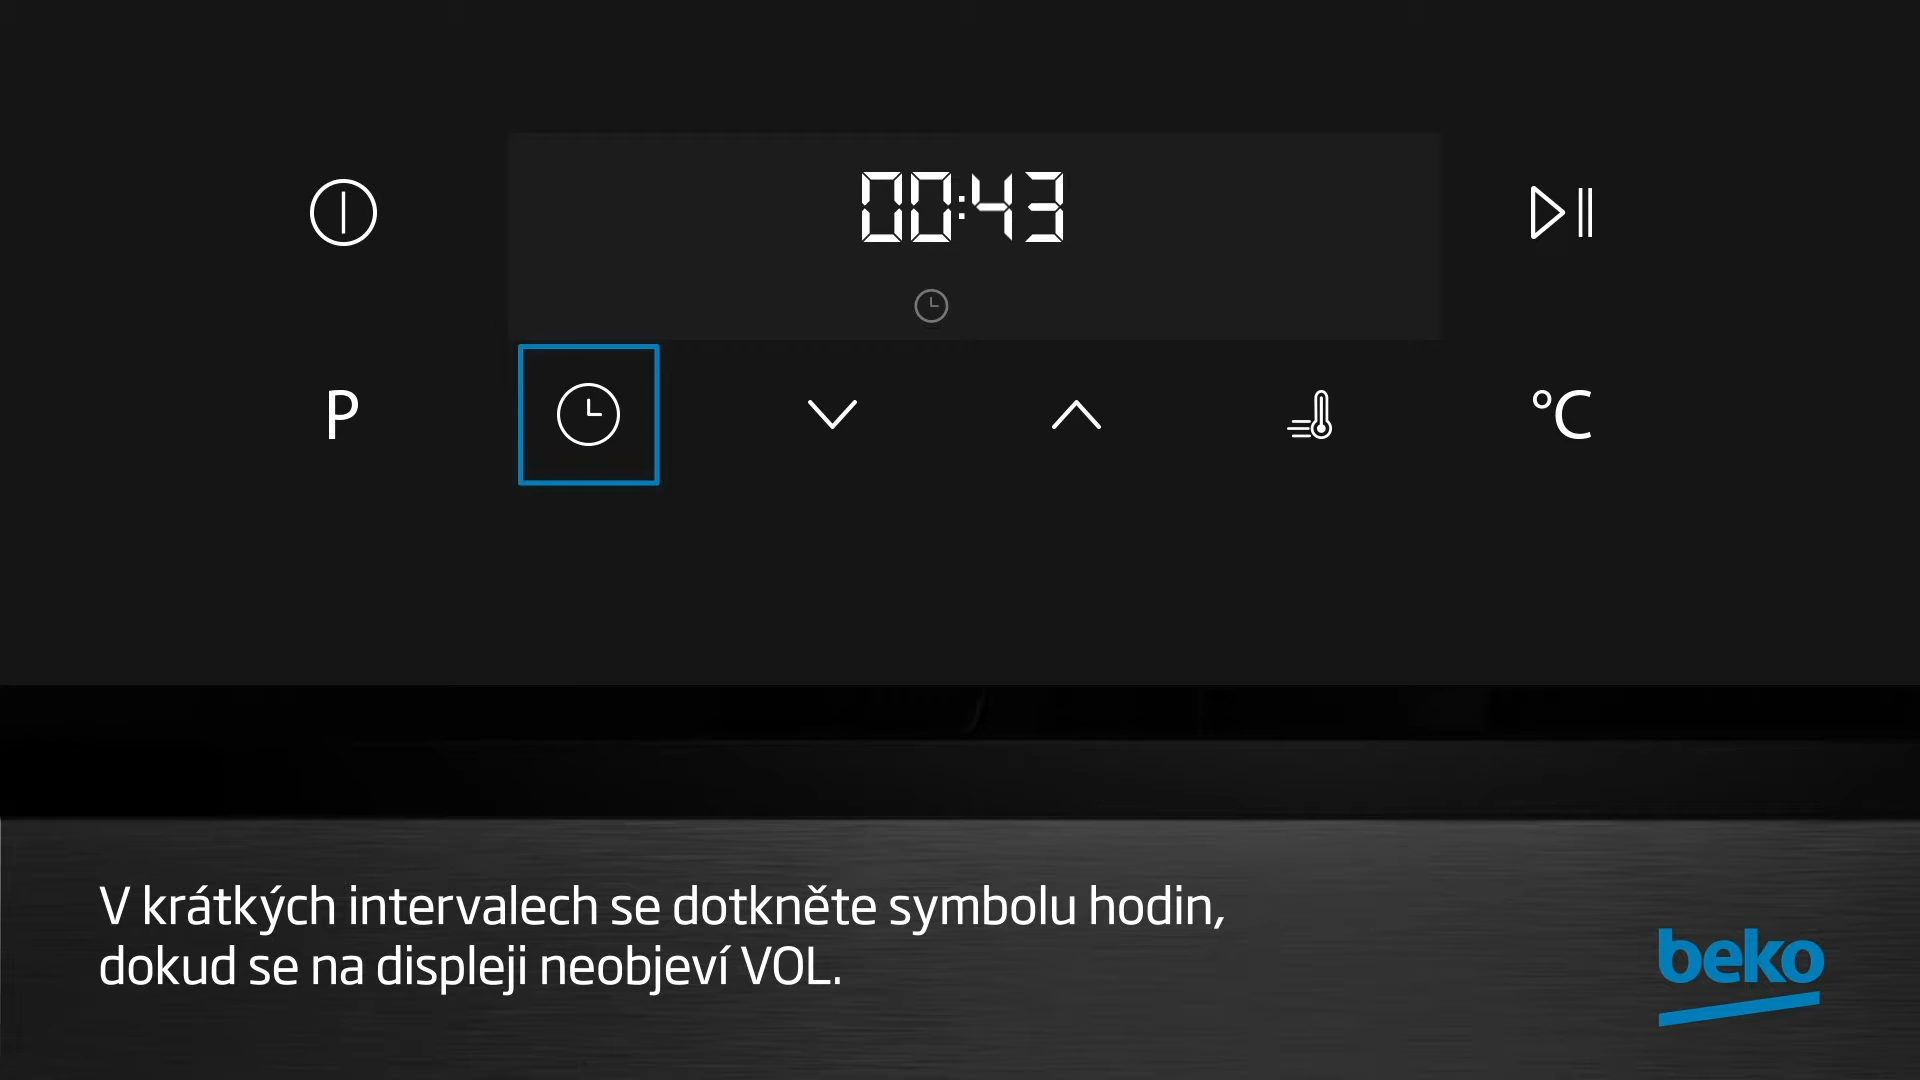 00:43
P
°C
V krátkých intervalech se dotkněte symbolu hodin,
dokud se na displeji neobjeví VOL.
beko